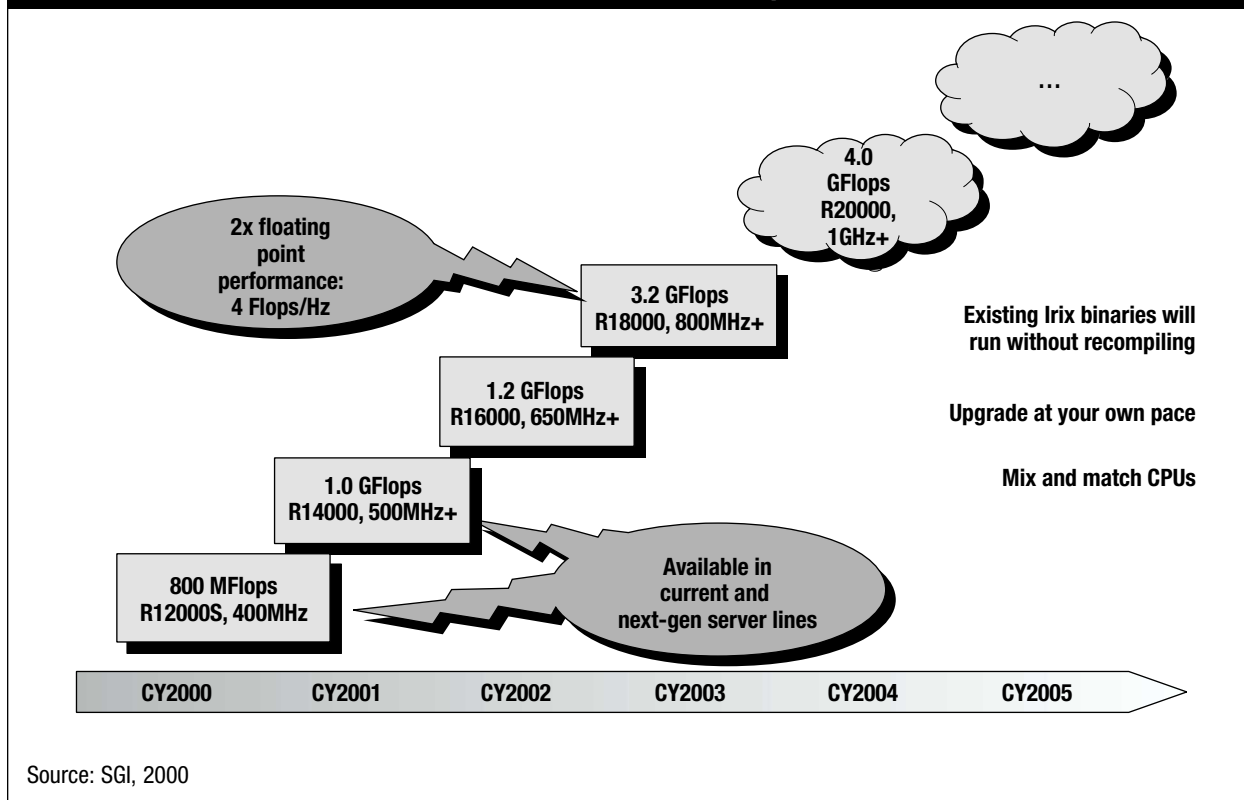 ...
4.0
GFlops
R20000,
1GHz+
2x floating
point
performance:
4 Flops/Hz
3.2 GFlops
R18000, 800MHz+
Existing Irix binaries will
run without recompiling
1.2 GFlops
R16000, 650MHz+
Upgrade at your own pace
1.0 GFlops
R14000, 500MHz+
Mix and match CPUs
Available in
current and
next-gen server lines
800 MFlops
R12000S, 400MHz
CY2000 CY2001 CY2002 CY2003 CY2004 CY2005
Source: SGI, 2000